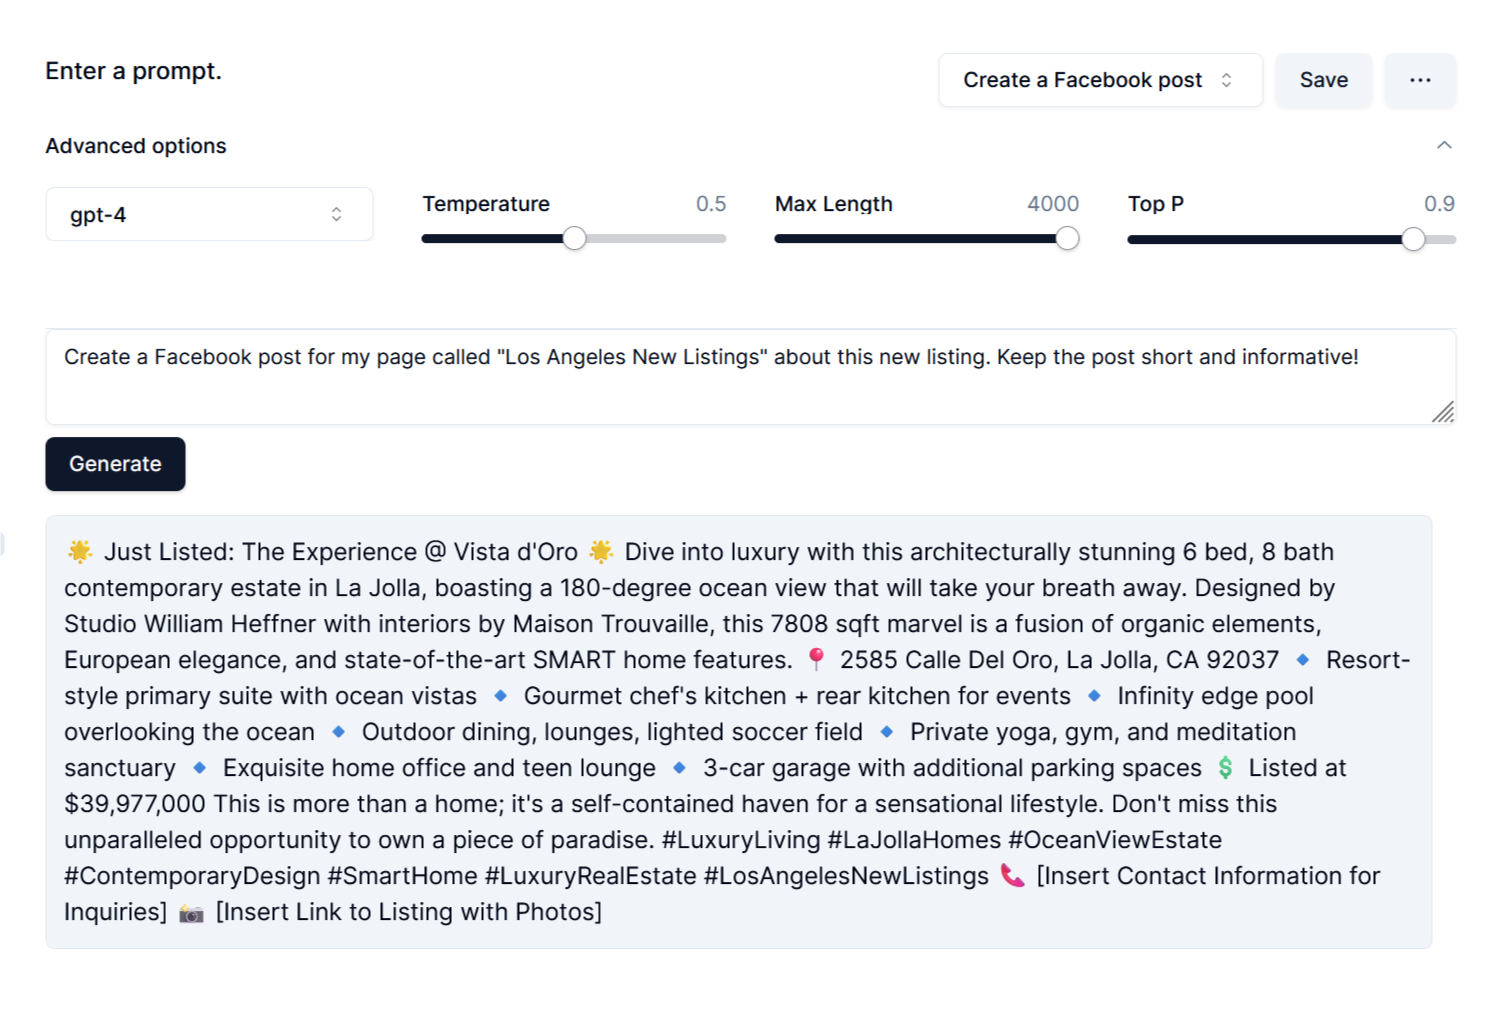 Enter a prompt.
Create a Facebook post
Save
...
Advanced options
gpt-4
Temperature 0.5
Max Length 4000
Top P 0.9
Create a Facebook post for my page called "Los Angeles New Listings" about this new listing. Keep the post short and informative!
Generate
🌟 Just Listed: The Experience @ Vista d'Oro 🌟 Dive into luxury with this architecturally stunning 6 bed, 8 bath
contemporary estate in La Jolla, boasting a 180-degree ocean view that will take your breath away. Designed by
Studio William Heffner with interiors by Maison Trouvaille, this 7808 sqft marvel is a fusion of organic elements,
European elegance, and state-of-the-art SMART home features. 📍 2585 Calle Del Oro, La Jolla, CA 92037 🔹 Resort-
style primary suite with ocean vistas 🔹 Gourmet chef's kitchen + rear kitchen for events 🔹 Infinity edge pool
overlooking the ocean 🔹 Outdoor dining, lounges, lighted soccer field 🔹 Private yoga, gym, and meditation
sanctuary 🔹 Exquisite home office and teen lounge 🔹 3-car garage with additional parking spaces 💲 Listed at
$39,977,000 This is more than a home; it's a self-contained haven for a sensational lifestyle. Don't miss this
unparalleled opportunity to own a piece of paradise. #LuxuryLiving #LaJollaHomes #OceanViewEstate
#ContemporaryDesign #SmartHome #LuxuryRealEstate #LosAngelesNewListings 📞 [Insert Contact Information for
Inquiries] 📸 [Insert Link to Listing with Photos]